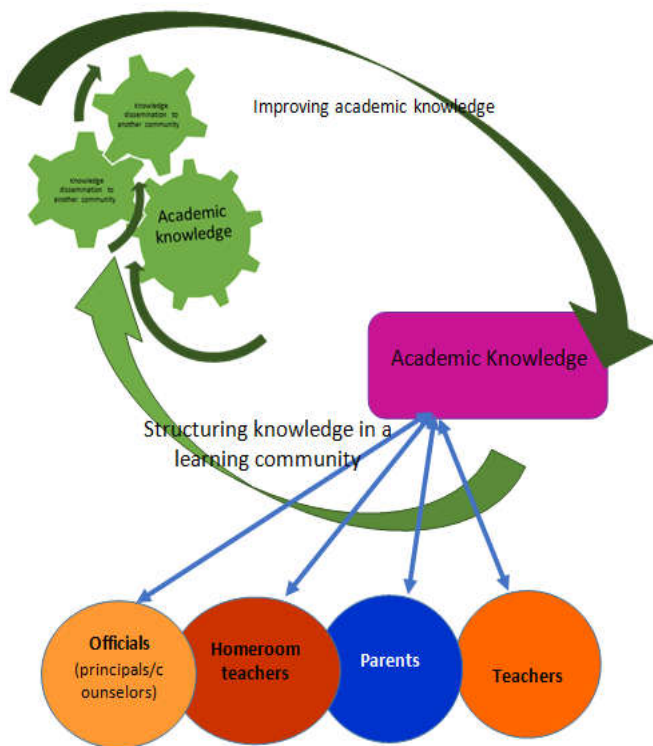 Knowledge
dissemination to
another community
Improving academic knowledge
Knowledge
dissemination to
another community
Academic
knowledge
Academic Knowledge
Structuring knowledge in a
learning community
Officials
(principals/c
ounselors)
Homeroom
teachers
Parents
Teachers